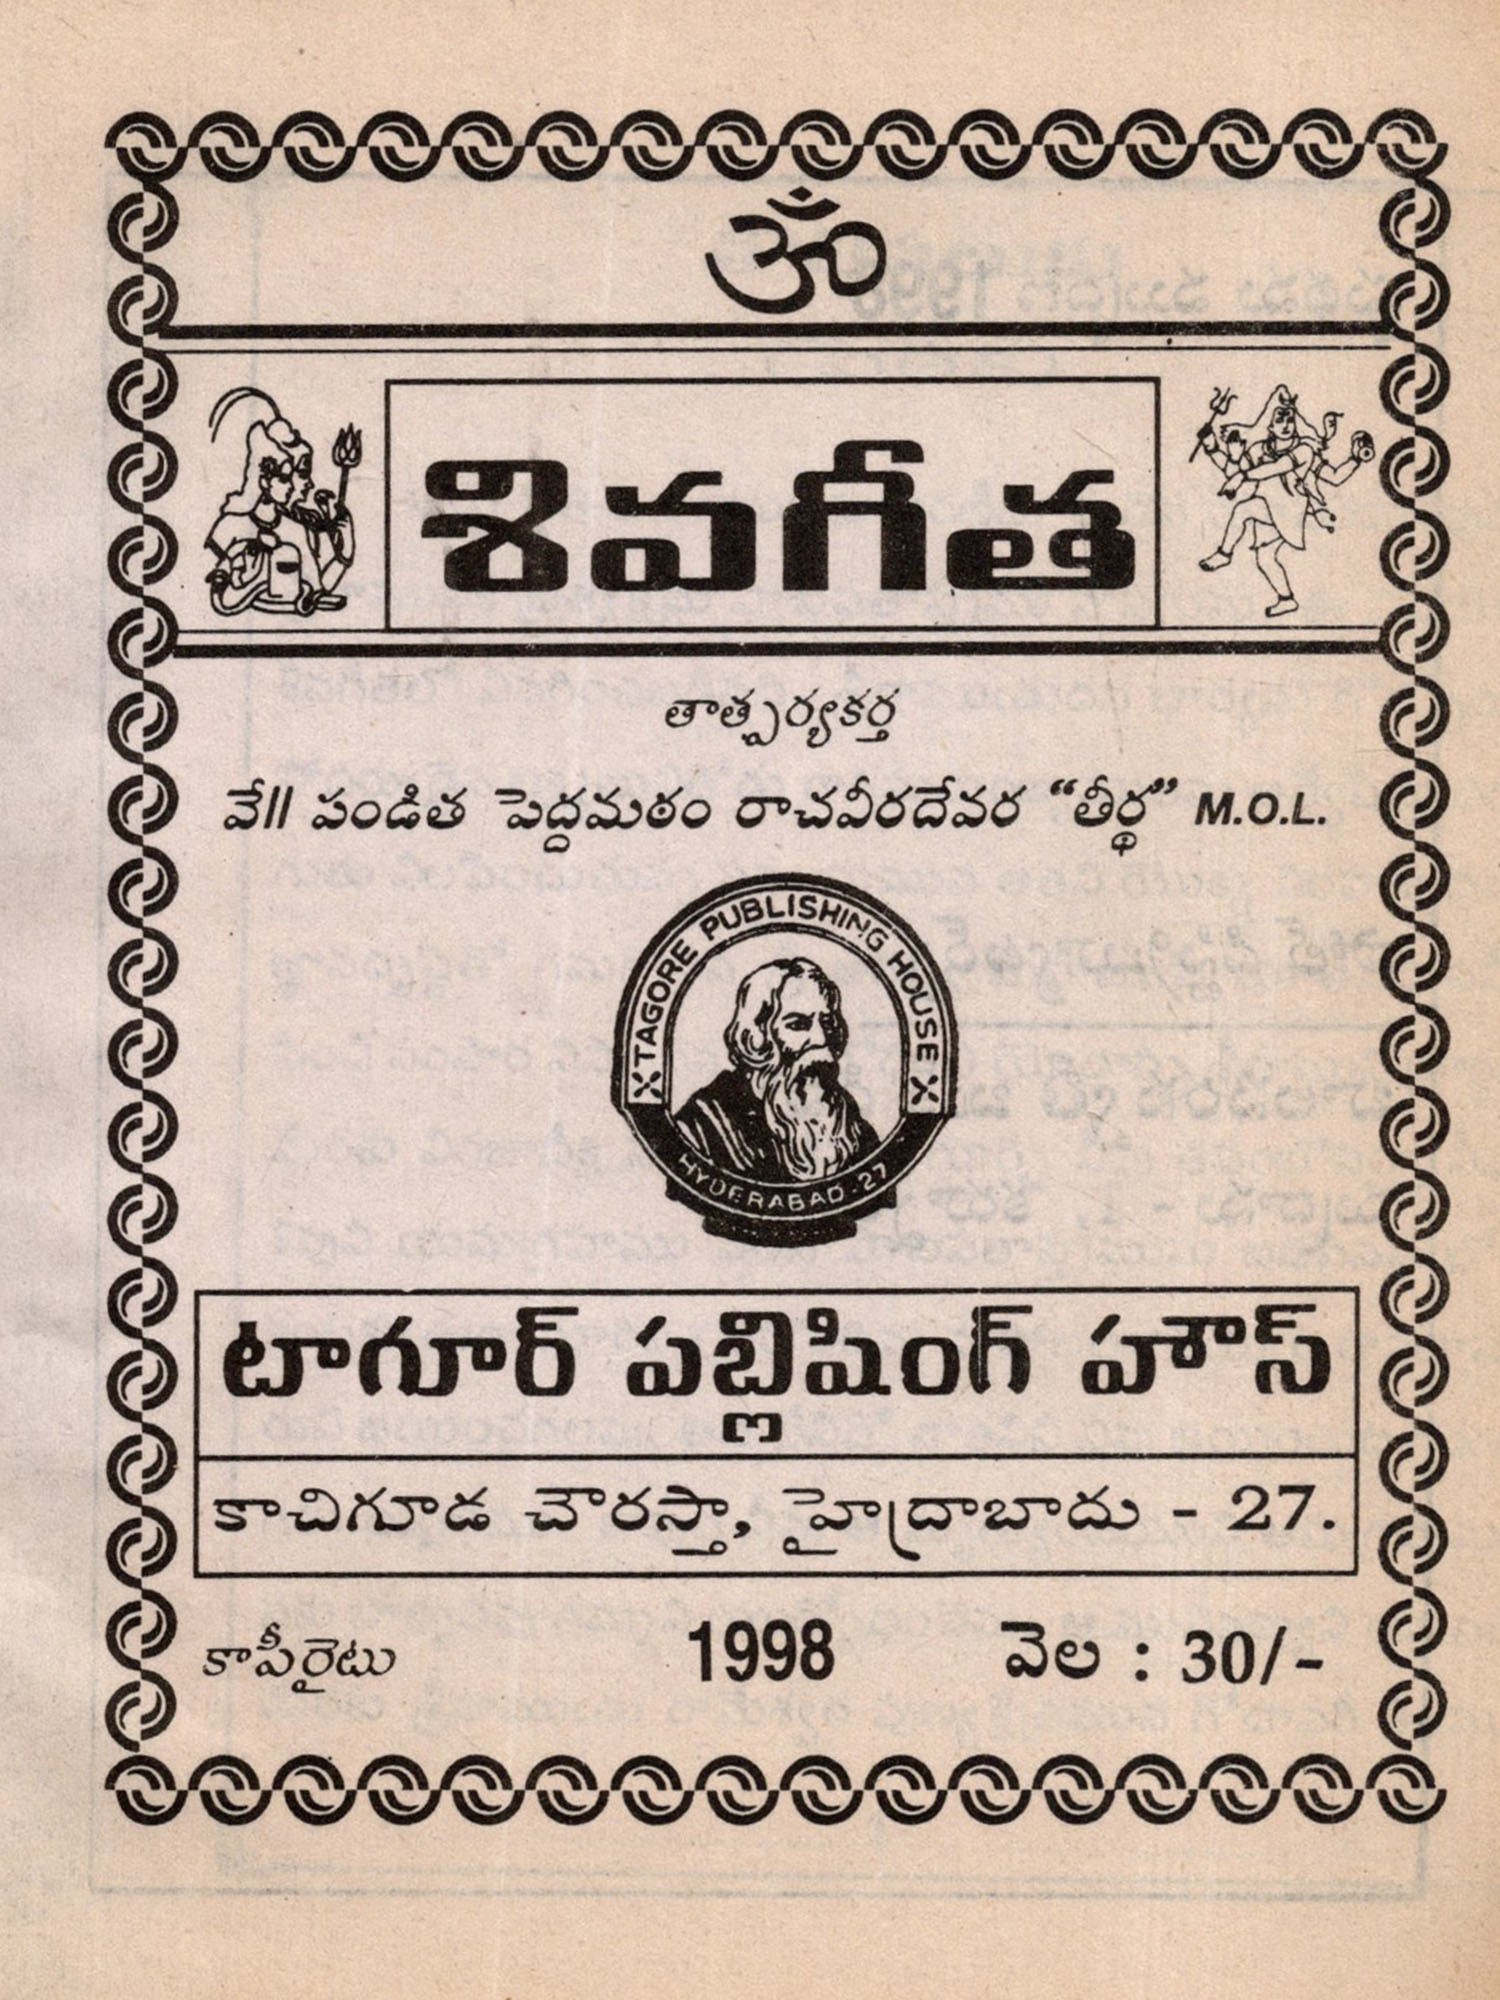 ॐ
శివగీత
తాత్పర్యకర్త
వే|| పండిత పెద్దమఠం రాచవీరదేవర “తీర్థ” M.O.L.
TAGORE PUBLISHING HOUSE
HYDERABAD-27
టాగూర్ పబ్లిషింగ్ హౌస్
కాచిగూడ చౌరస్తా, హైద్రాబాదు - 27.
కాపీరైటు 1998 వెల : 30/-